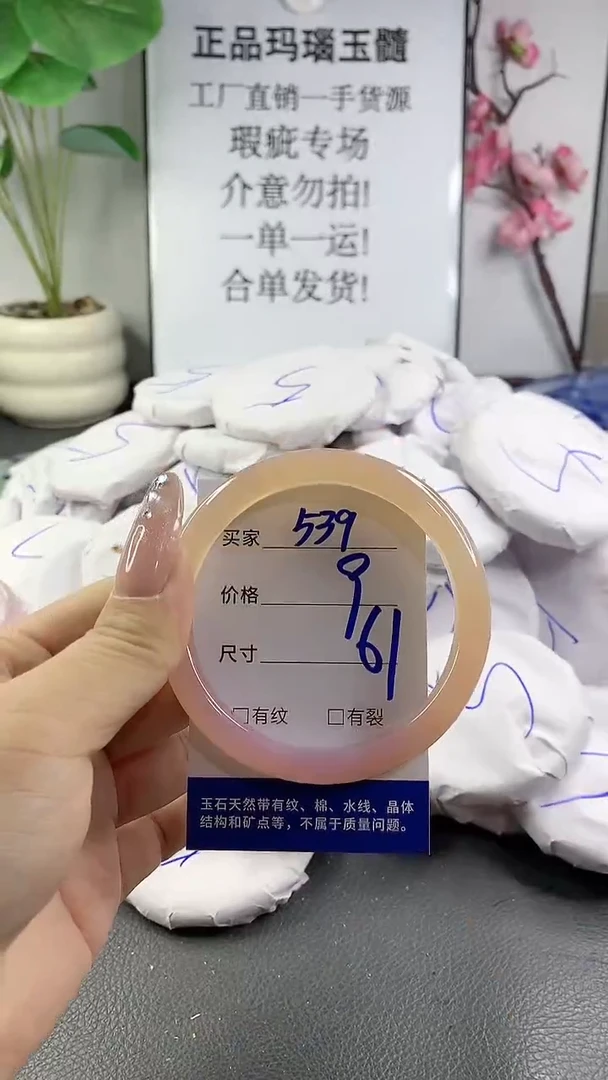 正品玛瑙玉髓
工厂直销一手货源
瑕疵专场
介意勿拍!
一单一运!
合单发货!
买家 539
价格 9
尺寸 61
□有纹 □有裂
玉石天然带有纹、棉、水线、晶体
结构和矿点等，不属于质量问题。